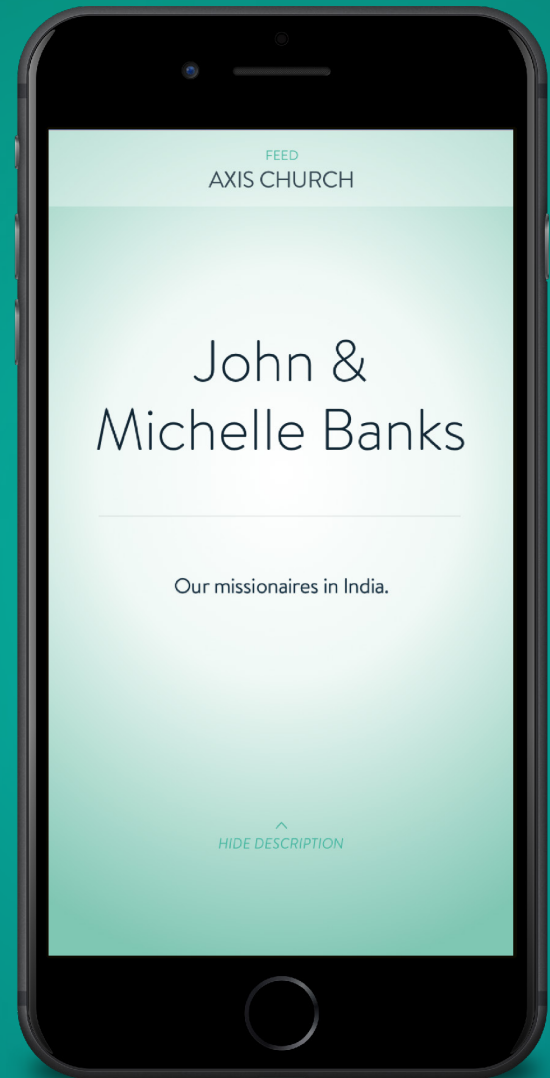 FEED
AXIS CHURCH
John &
Michelle Banks
Our missionaires in India.
HIDE DESCRIPTION